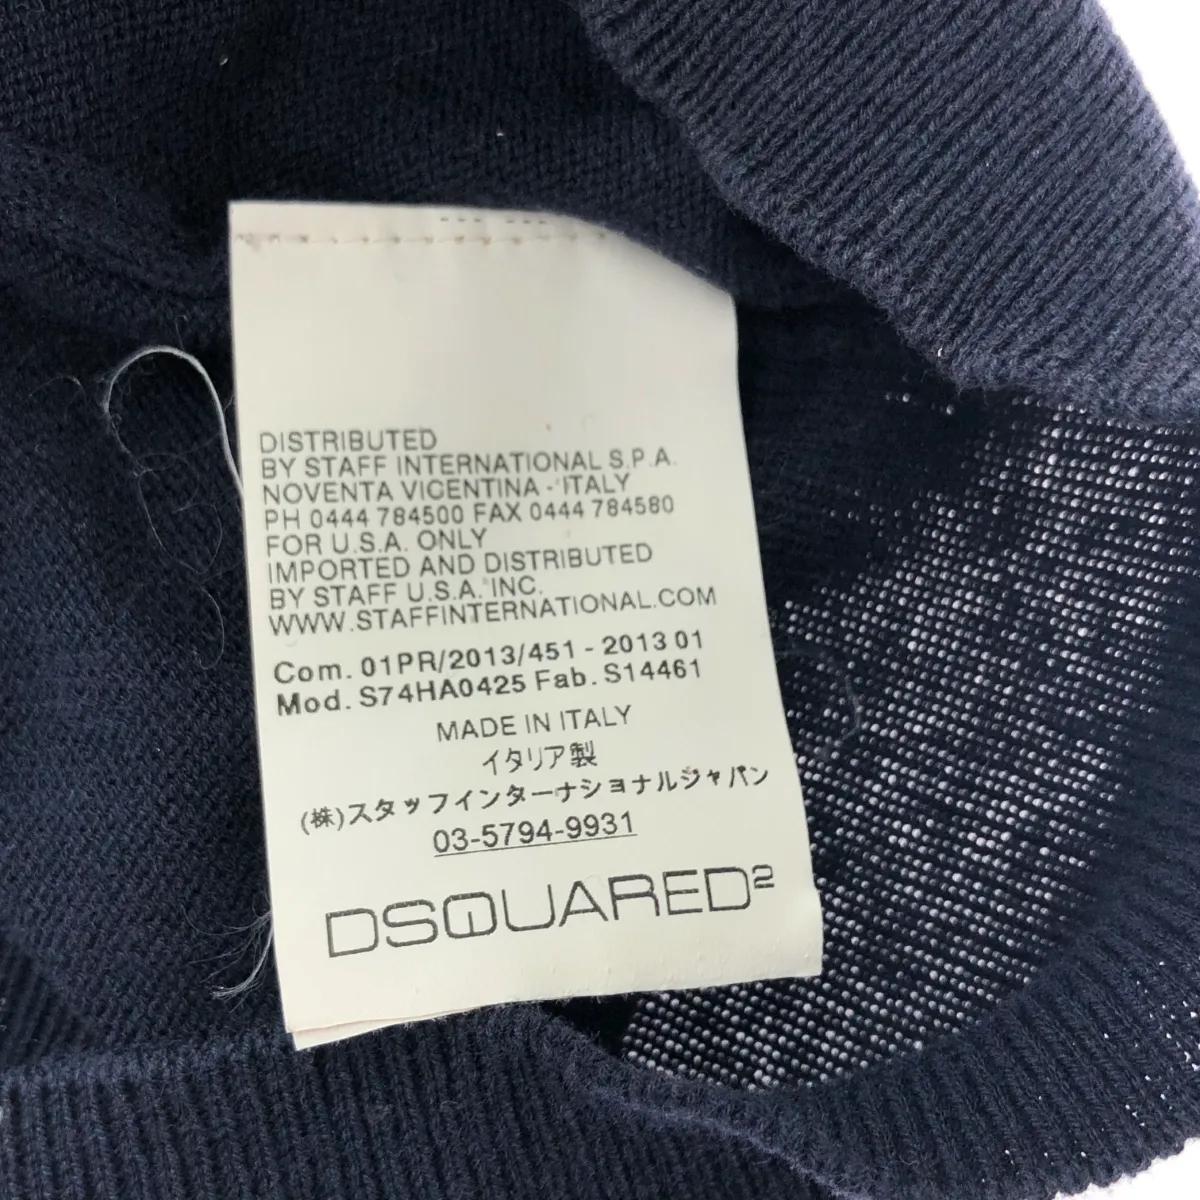 DISTRIBUTED
BY STAFF INTERNATIONAL S.P.A.
NOVENTA VICENTINA - ITALY
PH 0444 784500 FAX 0444 784580
FOR U.S.A. ONLY
IMPORTED AND DISTRIBUTED
BY STAFF U.S.A. INC.
WWW.STAFFINTERNATIONAL.COM
Com. 01PR/2013/451 - 2013 01
Mod. S74HA0425 Fab. S14461
MADE IN ITALY
イタリア製
(株)スタッフインターナショナルジャパン
03-5794-9931
DSQUARED2